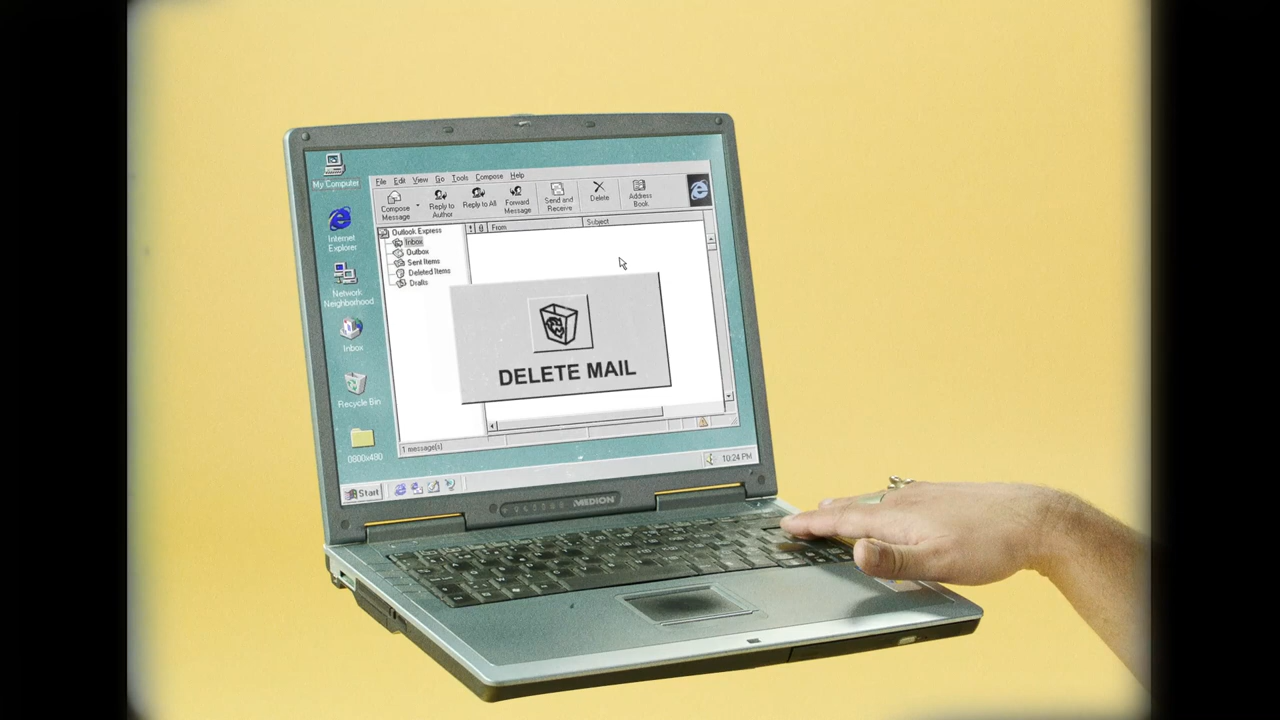 My Computer
Internet
Explorer
Network
Neighborhood
Inbox
Recycle Bin
0800x480
File Edit View Go Tools Compose Help
Compose
Message
Reply to
Author
Reply to All
Forward
Message
Send and
Receive
Delete
Address
Book
Outlook Express
Inbox
Outbox
Sent Items
Deleted Items
Drafts
From
Subject
DELETE MAIL
1 message(s)
Start
10:24 PM
MEDION